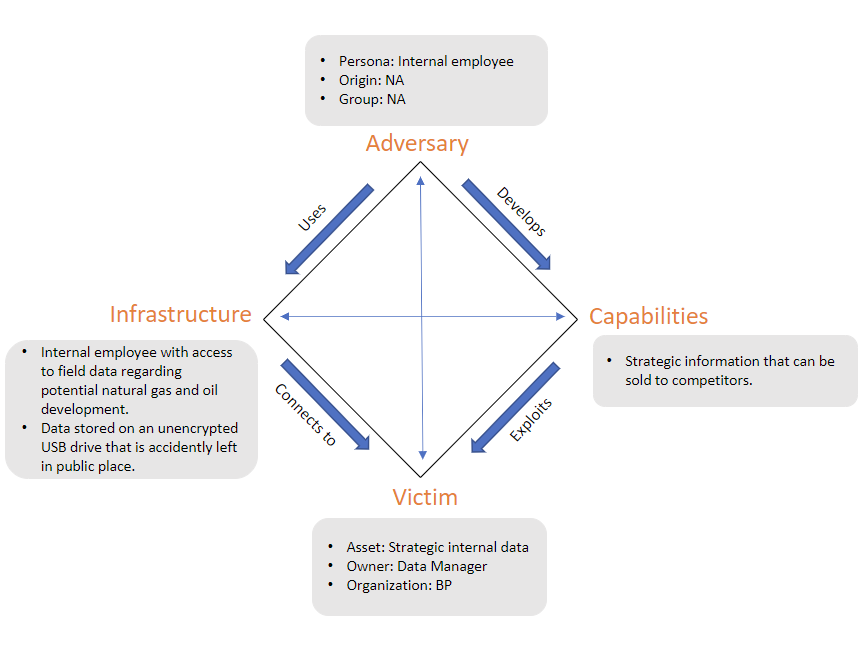 • Persona: Internal employee
• Origin: NA
• Group: NA
Adversary
Uses
Develops
Infrastructure
Capabilities
• Internal employee with access
to field data regarding
potential natural gas and oil
development.
• Data stored on an unencrypted
USB drive that is accidently left
in public place.
• Strategic information that can be
sold to competitors.
Connects to
Exploits
Victim
• Asset: Strategic internal data
• Owner: Data Manager
• Organization: BP